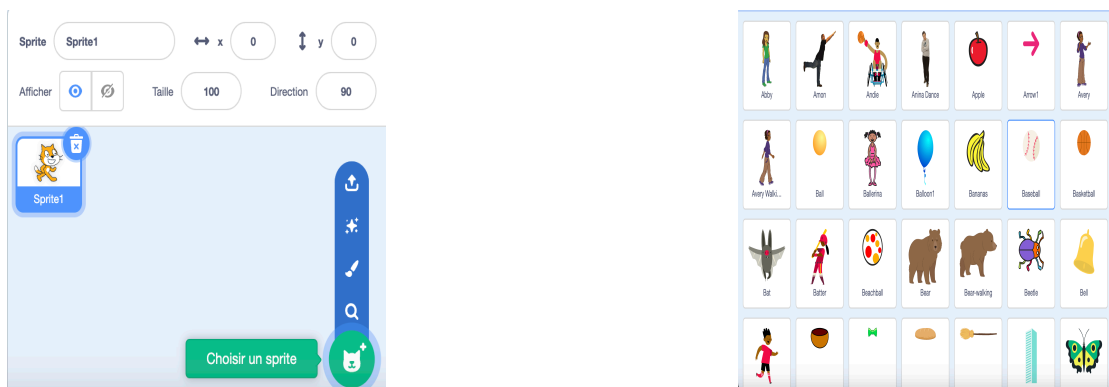 Sprite Sprite1 x 0 y 0
Afficher Taille 100 Direction 90
Sprite1
Choisir un sprite
Abby Amon Andie Anina Dance Apple Arrow1 Avery
Avery Walki... Ball Ballerina Balloon1 Bananas Baseball Basketball
Bat Batter Beachball Bear Bear-walking Beetle Bell